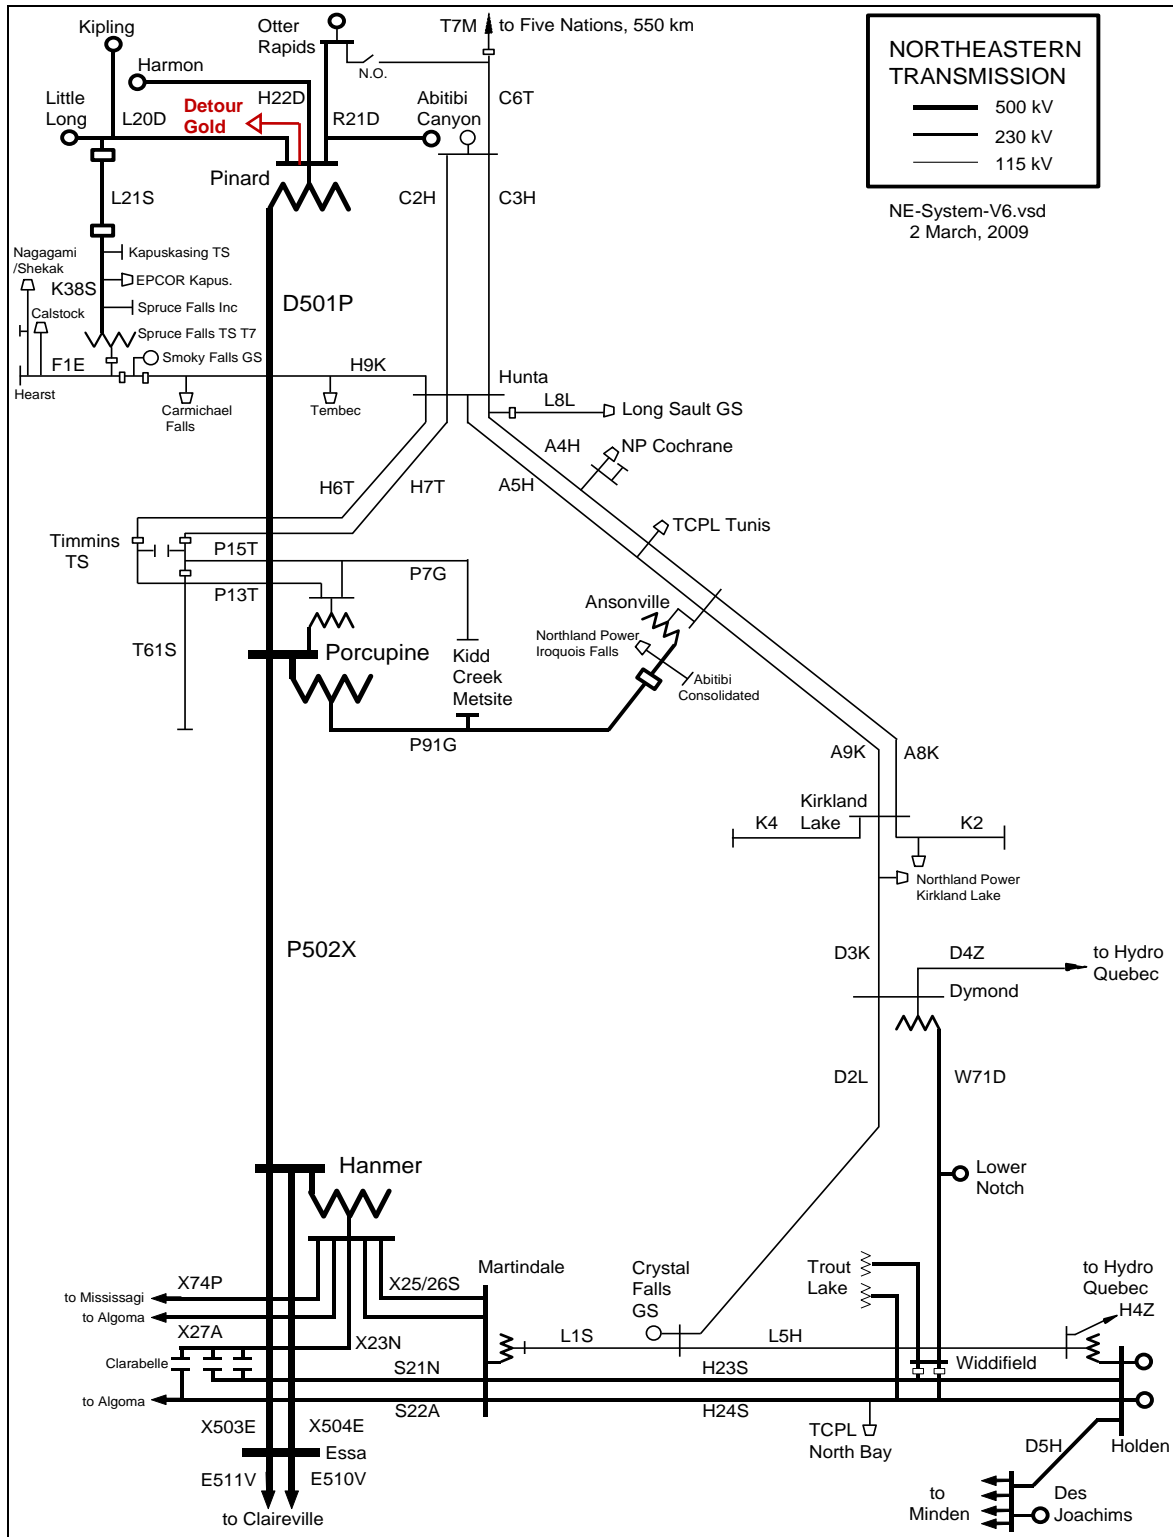 Kipling
Otter
Rapids
T7M
to Five Nations, 550 km
NORTHEASTERN
TRANSMISSION
500 kV
230 kV
115 kV
NE-System-V6.vsd
2 March, 2009
Harmon
N.O.
H22D
Detour
Gold
Little
Long
L20D
R21D
Abitibi
Canyon
C6T
Pinard
L21S
C2H
C3H
Nagagami
/Shekak
Kapuskasing TS
EPCOR Kapus.
K38S
Calstock
Spruce Falls Inc
D501P
Spruce Falls TS T7
Smoky Falls GS
F1E
H9K
Hunta
Hearst
Carmichael
Falls
Tembec
L8L
Long Sault GS
A4H
NP Cochrane
A5H
H6T
H7T
TCPL Tunis
Timmins
TS
P15T
P7G
P13T
Ansonville
Northland Power
Iroquois Falls
T61S
Porcupine
Kidd
Creek
Metsite
Abitibi
Consolidated
P91G
A9K
A8K
Kirkland
Lake
K4
K2
Northland Power
Kirkland Lake
P502X
D3K
D4Z
to Hydro
Quebec
Dymond
D2L
W71D
Hanmer
Lower
Notch
Martindale
Crystal
Falls
GS
Trout
Lake
to Hydro
Quebec
H4Z
X74P
X25/26S
to Mississagi
to Algoma
X27A
X23N
L1S
L5H
Clarabelle
S21N
H23S
Widdifield
to Algoma
S22A
H24S
X503E
X504E
TCPL
North Bay
Essa
D5H
Holden
E511V
E510V
to Claireville
to
Minden
Des
Joachims